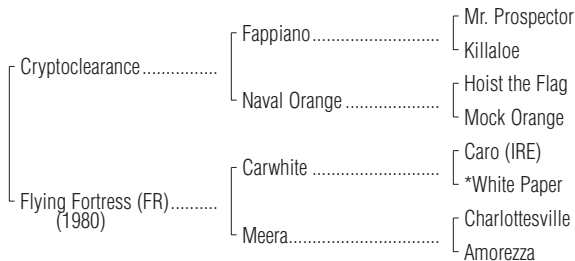 Mr. Prospector
Fappiano
Killaloe
Cryptoclearance
Hoist the Flag
Naval Orange
Mock Orange
Caro (IRE)
Carwhite
*White Paper
Flying Fortress (FR)
(1980)
Charlottesville
Meera
Amorezza